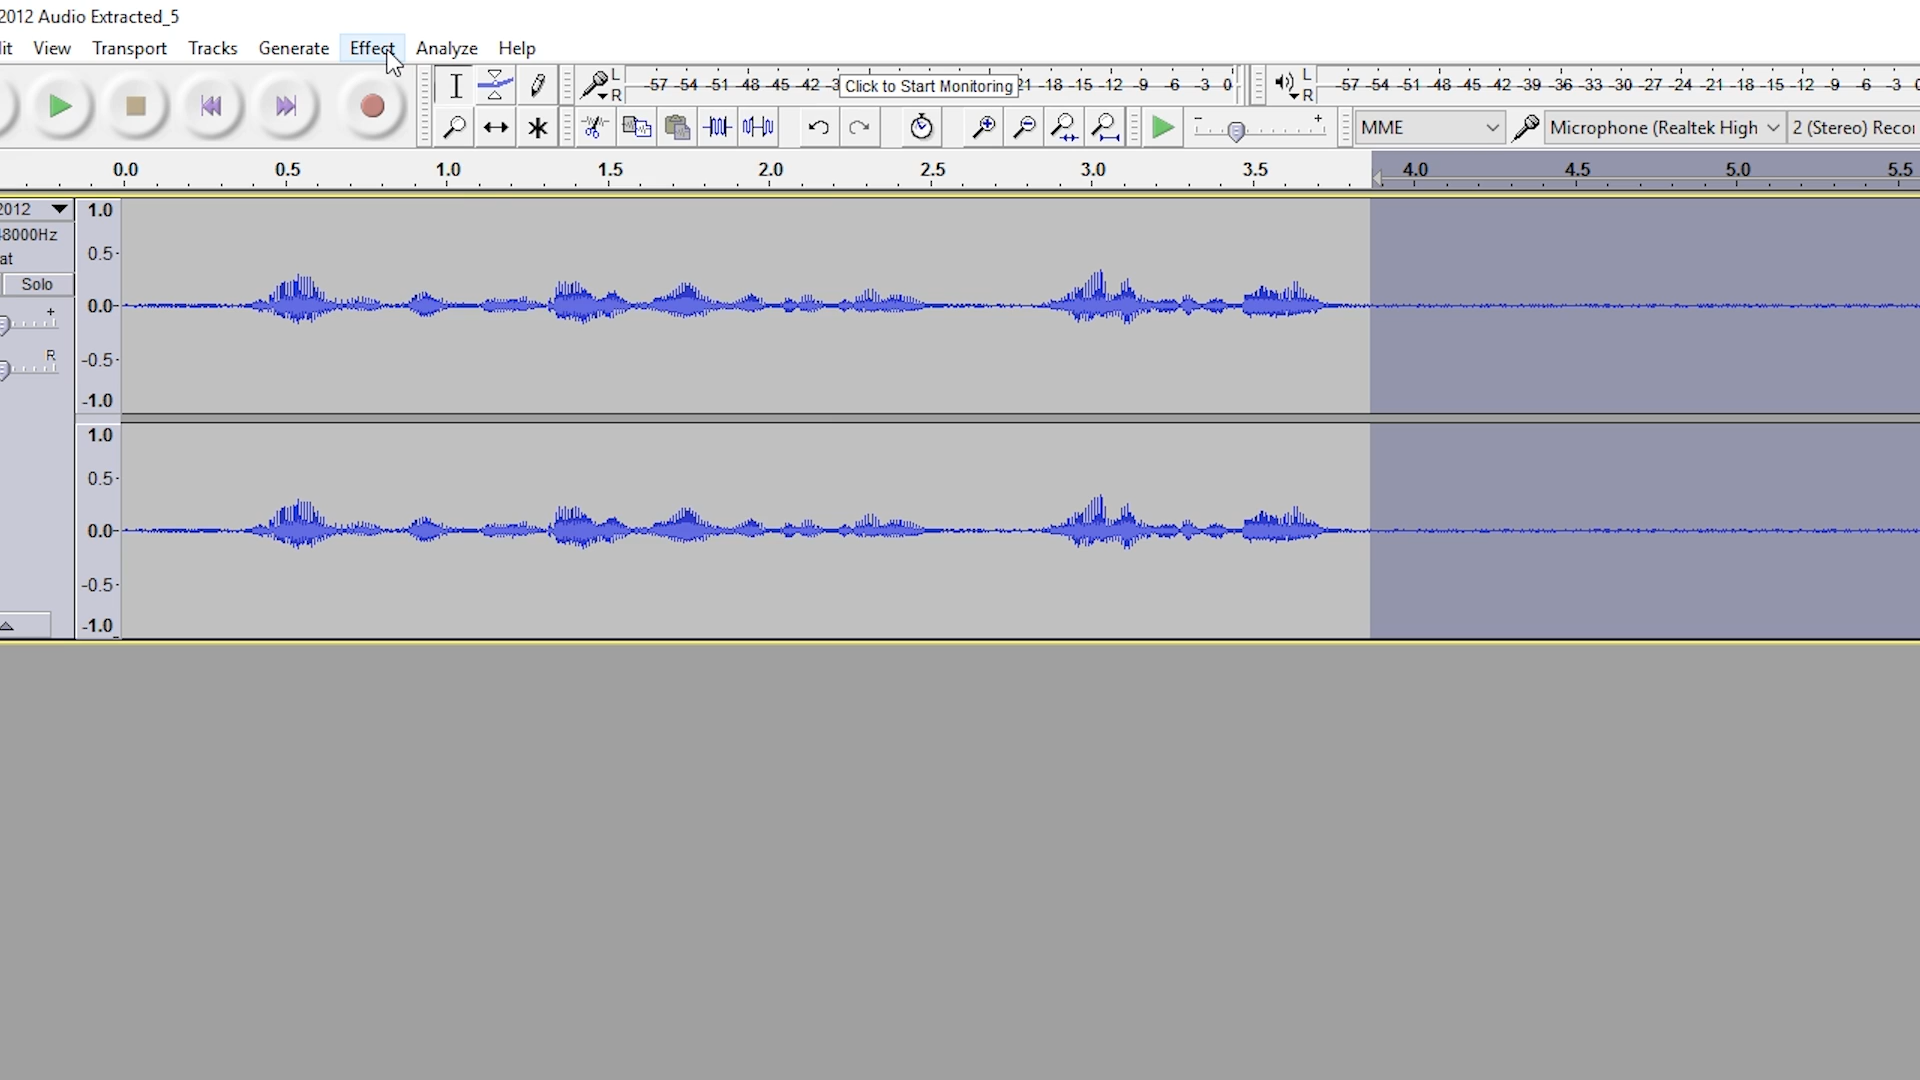 2012 Audio Extracted_5
it View Transport Tracks Generate Effect Analyze Help
L R -57 -54 -51 -48 -45 -42 -3 Click to Start Monitoring 21 -18 -15 -12 -9 -6 -3 0 L R -57 -54 -51 -48 -45 -42 -39 -36 -33 -30 -27 -24 -21 -18 -15 -12 -9 -6 -3 0
- + MME Microphone (Realtek High 2 (Stereo) Recor
0.0 0.5 1.0 1.5 2.0 2.5 3.0 3.5 4.0 4.5 5.0 5.5
2012 1.0
48000Hz 0.5
at
Solo
+ 0.0
R -0.5
-1.0
1.0
0.5
0.0
-0.5
-1.0